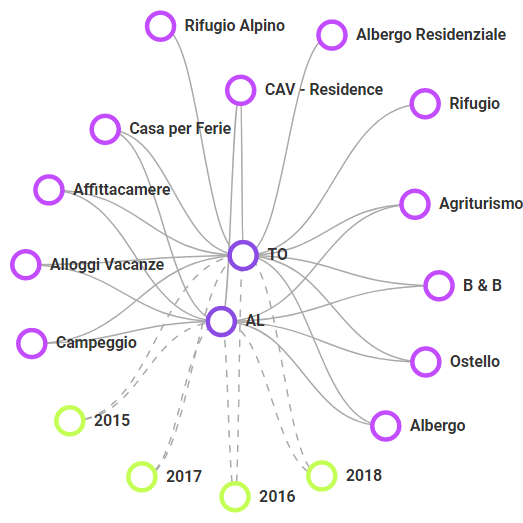 Rifugio Alpino
Albergo Residenziale
CAV - Residence
Rifugio
Casa per Ferie
Affittacamere
Agriturismo
TO
Alloggi Vacanze
B & B
AL
Campeggio
Ostello
2015
Albergo
2017
2018
2016